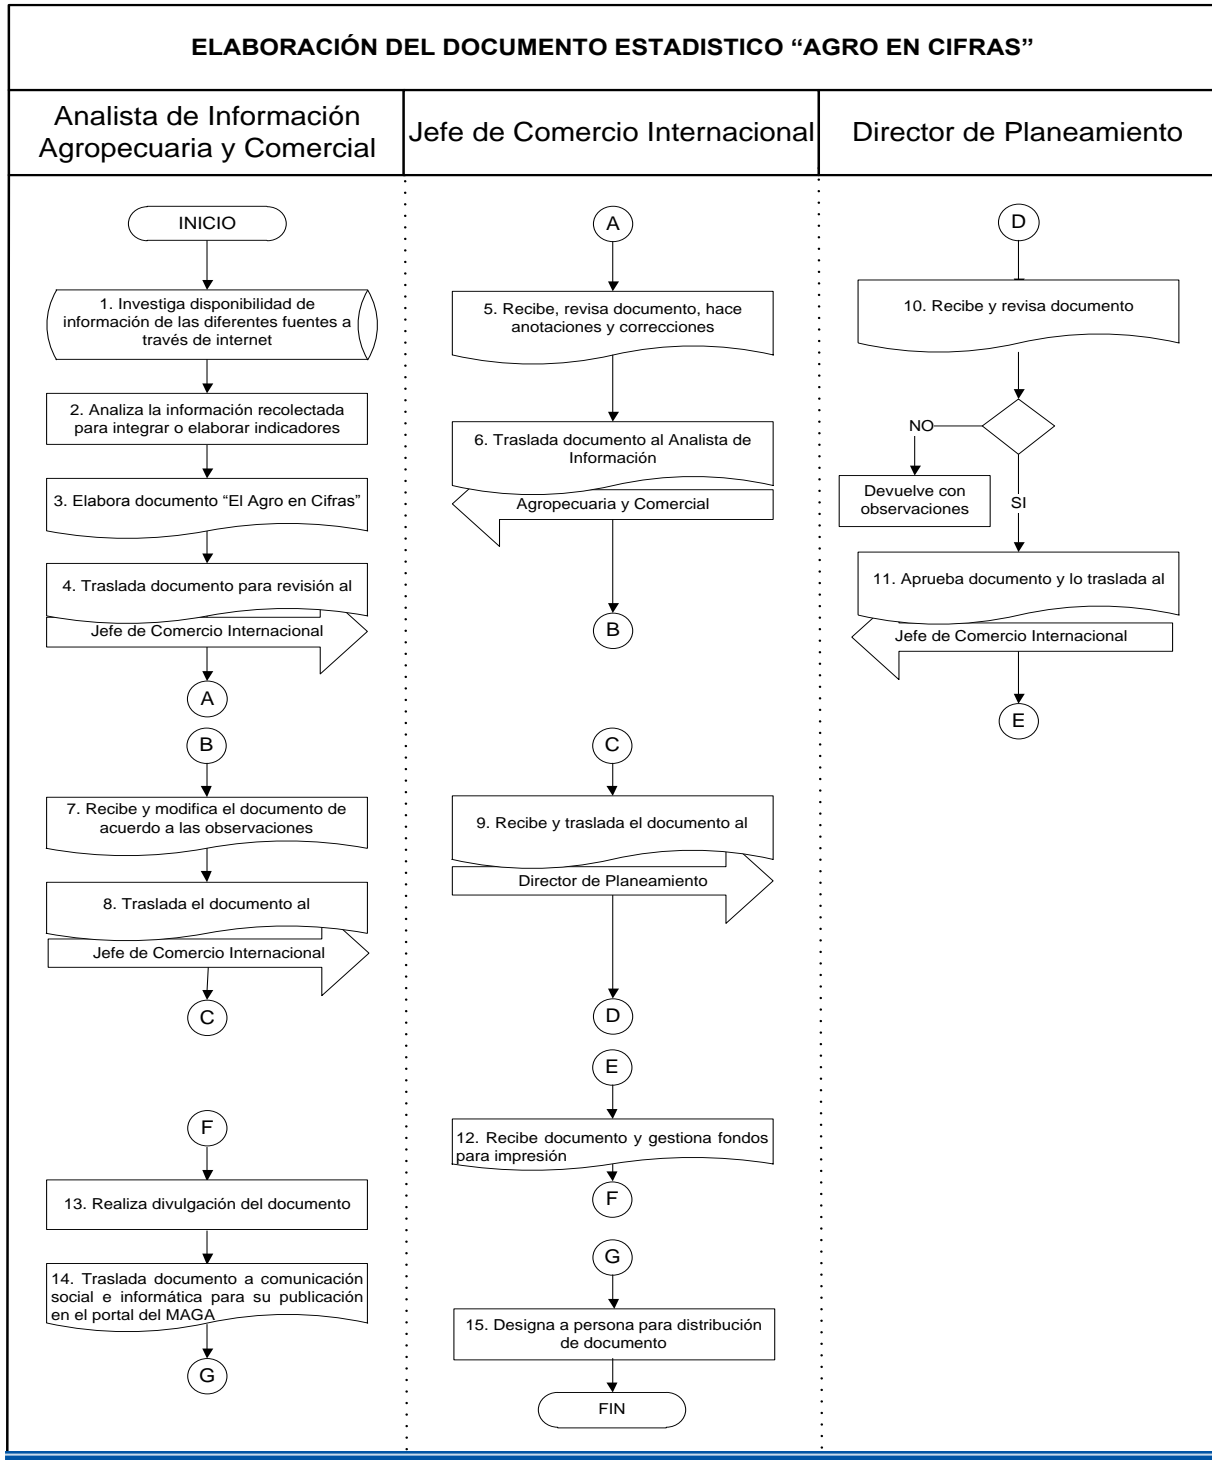 ELABORACIÓN DEL DOCUMENTO ESTADISTICO “AGRO EN CIFRAS”
Analista de Información
Agropecuaria y Comercial
Jefe de Comercio Internacional
Director de Planeamiento
INICIO
1. Investiga disponibilidad de
información de las diferentes fuentes a
través de internet
2. Analiza la información recolectada
para integrar o elaborar indicadores
3. Elabora documento “El Agro en Cifras”
4. Traslada documento para revisión al
Jefe de Comercio Internacional
A
B
7. Recibe y modifica el documento de
acuerdo a las observaciones
8. Traslada el documento al
Jefe de Comercio Internacional
C
F
13. Realiza divulgación del documento
14. Traslada documento a comunicación
social e informática para su publicación
en el portal del MAGA
G
A
5. Recibe, revisa documento, hace
anotaciones y correcciones
6. Traslada documento al Analista de
Información
Agropecuaria y Comercial
B
C
9. Recibe y traslada el documento al
Director de Planeamiento
D
E
12. Recibe documento y gestiona fondos
para impresión
F
G
15. Designa a persona para distribución
de documento
FIN
D
10. Recibe y revisa documento
NO
Devuelve con
observaciones
SI
11. Aprueba documento y lo traslada al
Jefe de Comercio Internacional
E